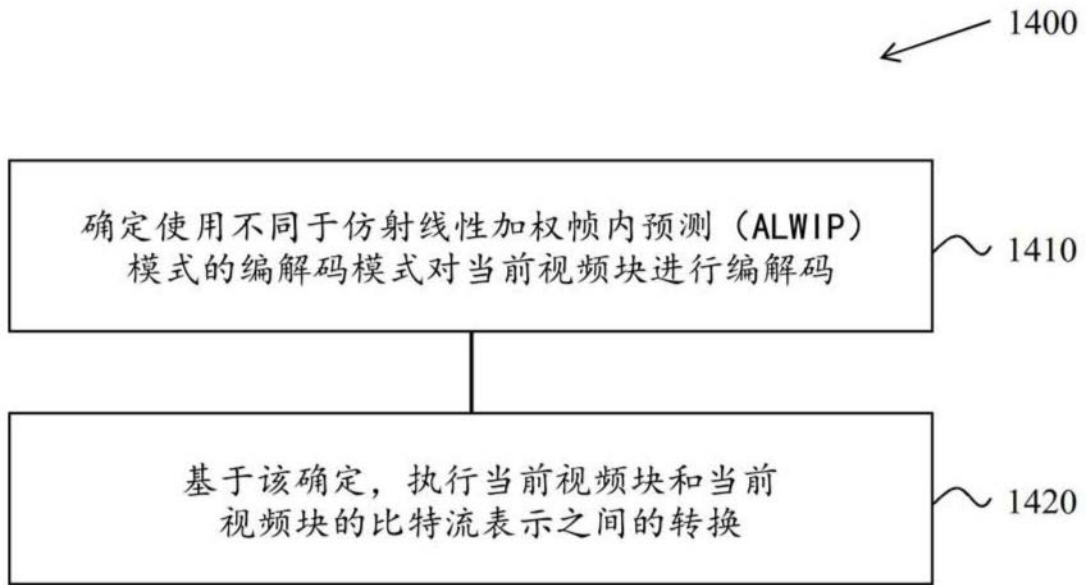 1400
确定使用不同于仿射线性加权帧内预测（ALWIP）
模式的编解码模式对当前视频块进行编解码
1410
基于该确定，执行当前视频块和当前
视频块的比特流表示之间的转换
1420